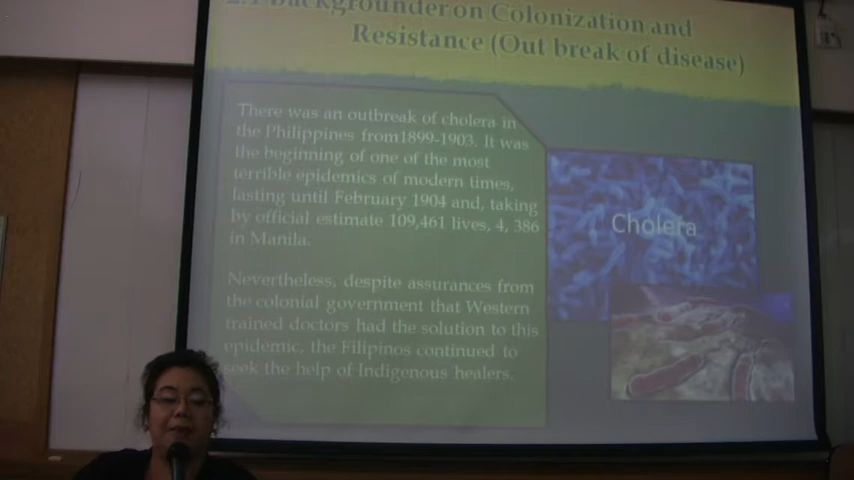 2.1 Backgrounder on Colonization and
Resistance (Out break of disease)
There was an outbreak of cholera in
the Philippines from1899-1903. It was
the beginning of one of the most
terrible epidemics of modern times,
lasting until February 1904 and, taking
by official estimate 109,461 lives, 4, 386
in Manila.
Nevertheless, despite assurances from
the colonial government that Western
trained doctors had the solution to this
epidemic, the Filipinos continued to
seek the help of Indigenous healers.
Cholera